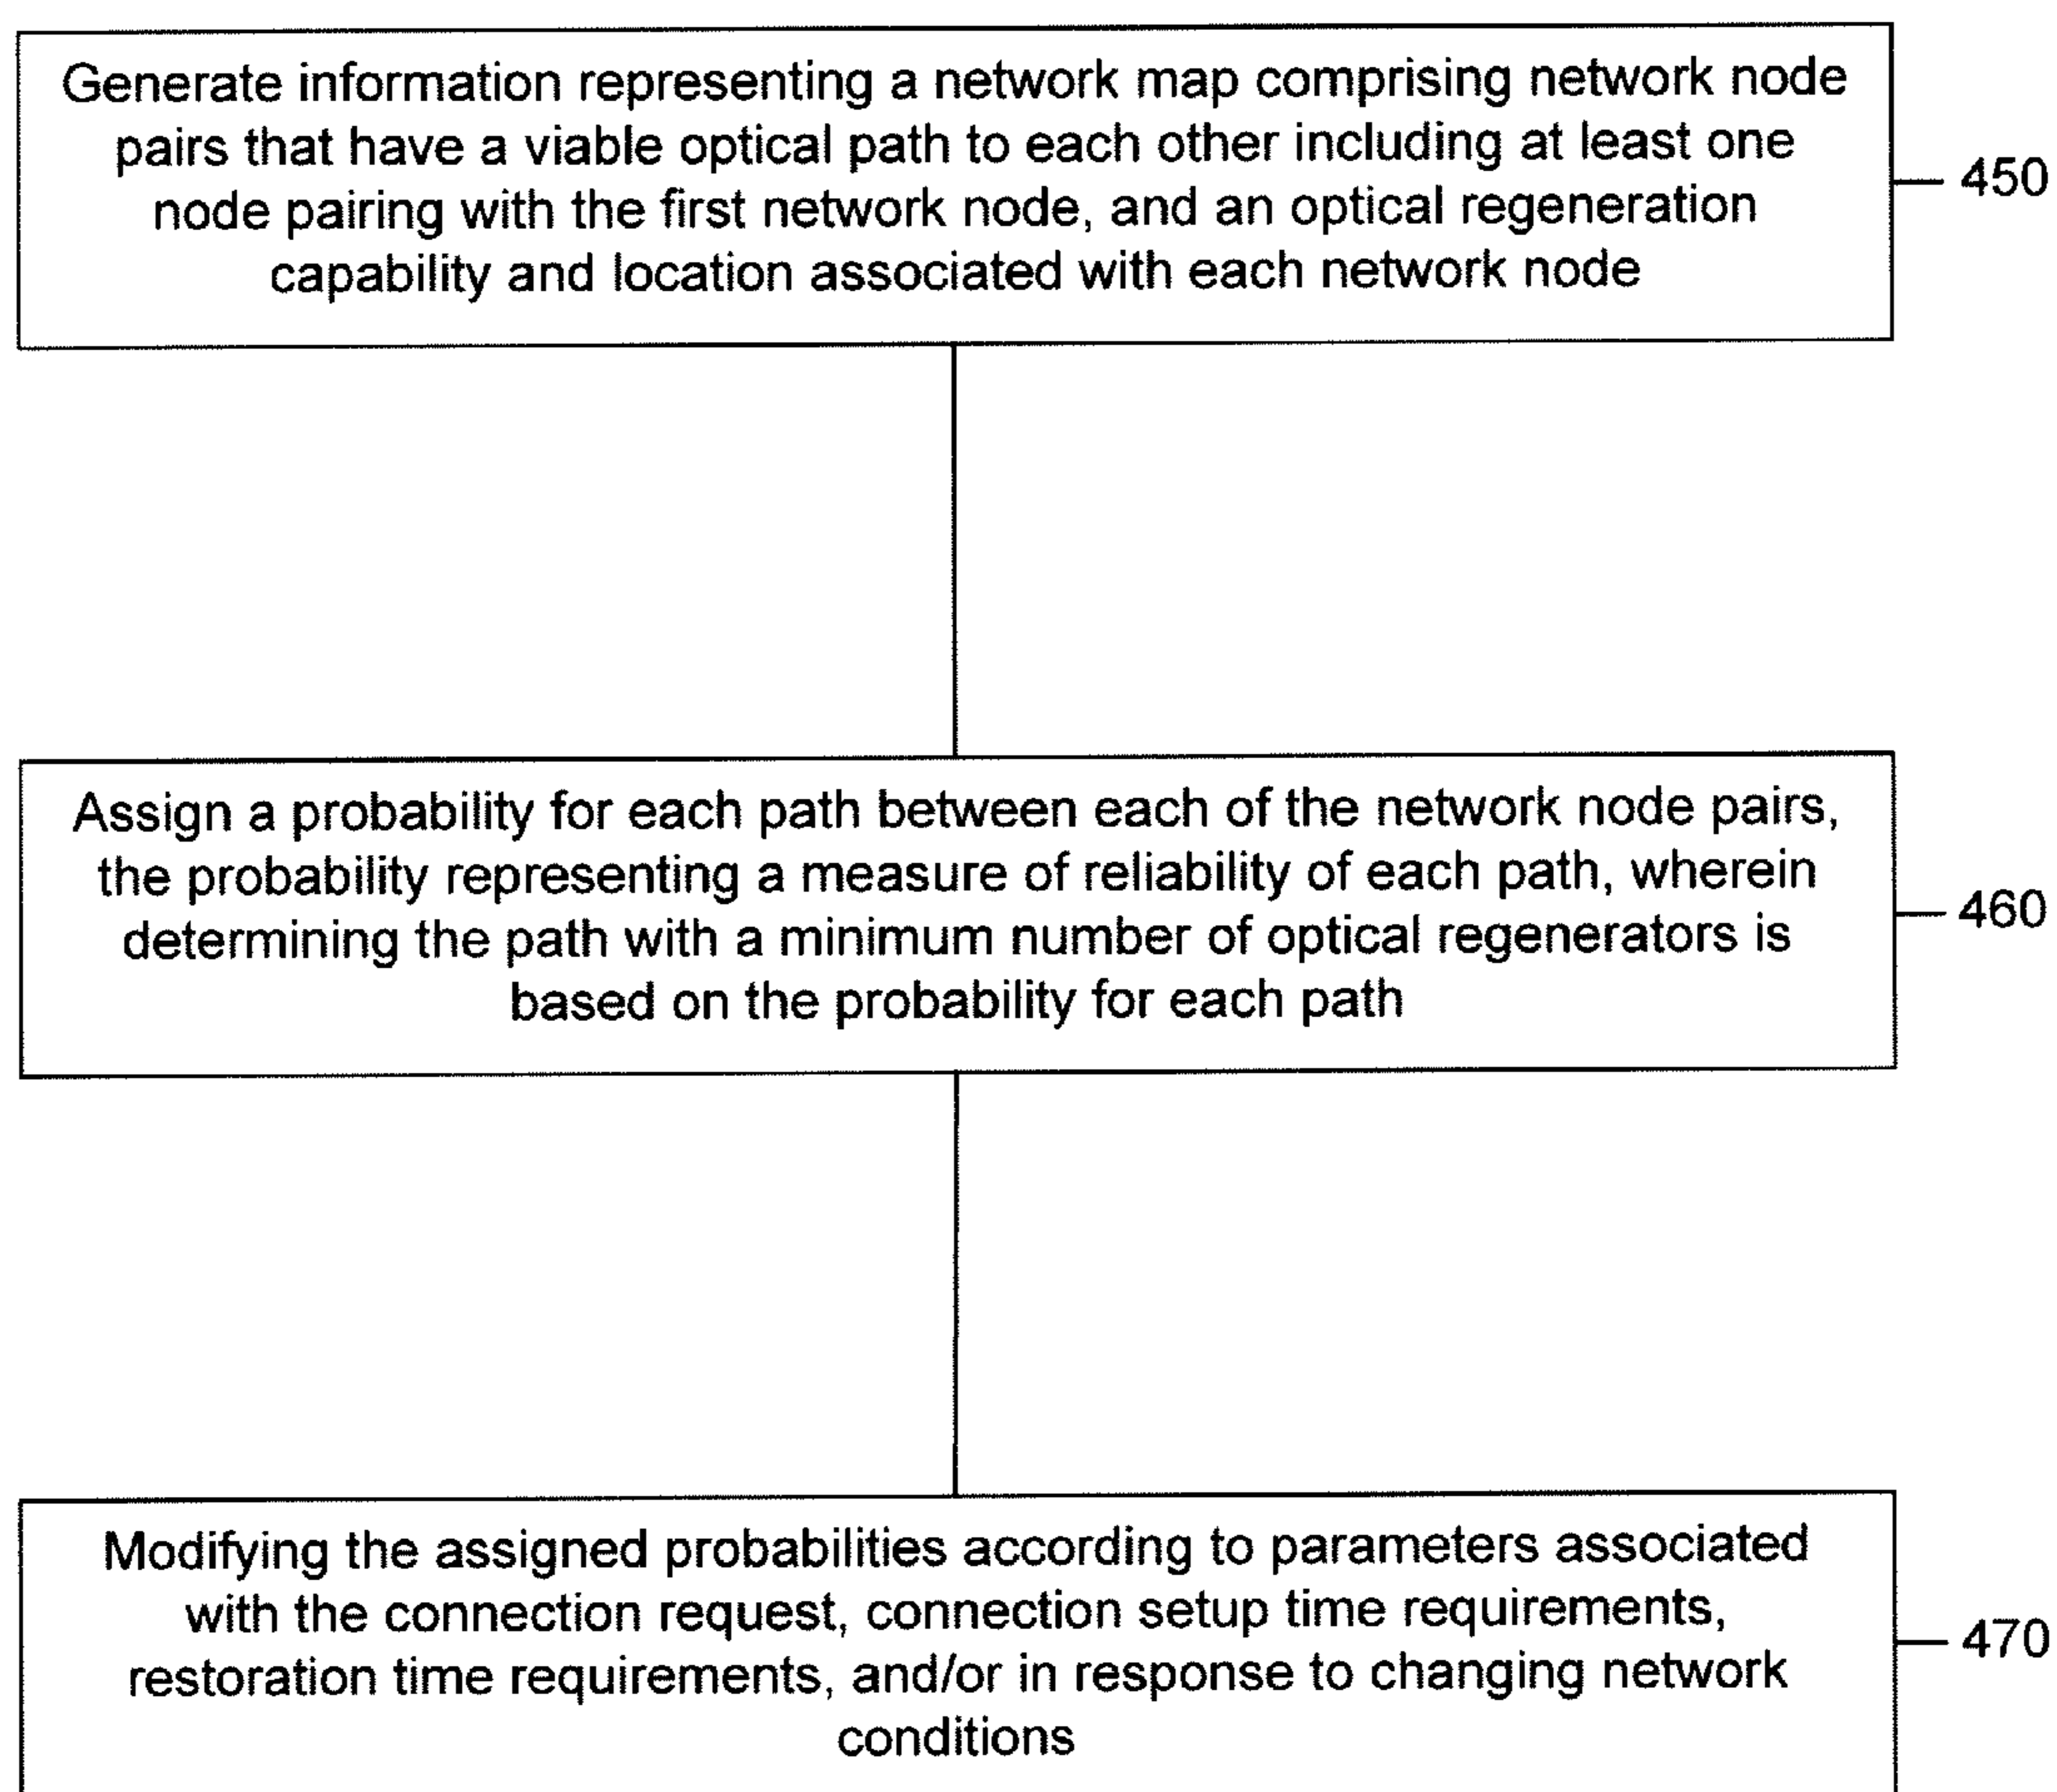 Generate information representing a network map comprising network node
pairs that have a viable optical path to each other including at least one
node pairing with the first network node, and an optical regeneration
capability and location associated with each network node
450
Assign a probability for each path between each of the network node pairs,
the probability representing a measure of reliability of each path, wherein
determining the path with a minimum number of optical regenerators is
based on the probability for each path
460
Modifying the assigned probabilities according to parameters associated
with the connection request, connection setup time requirements,
restoration time requirements, and/or in response to changing network
conditions
470